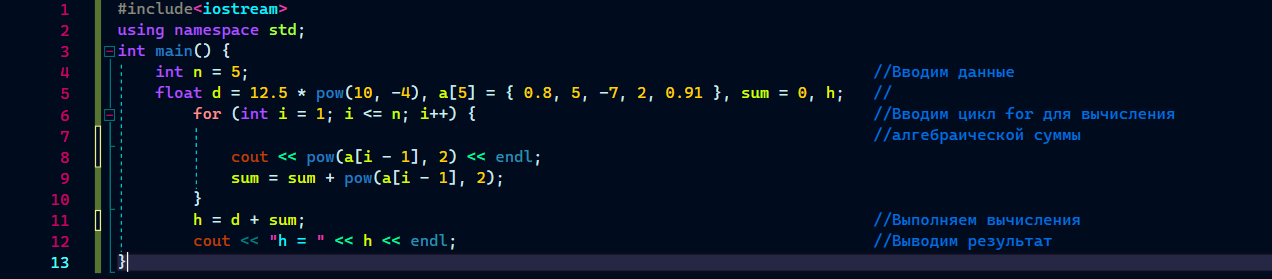 1 #include<iostream>
2 using namespace std;
3 int main() {
4 int n = 5; //Вводим данные
5 float d = 12.5 * pow(10, -4), a[5] = { 0.8, 5, -7, 2, 0.91 }, sum = 0, h; //
6 for (int i = 1; i <= n; i++) { //Вводим цикл for для вычисления
7 //алгебраической суммы
8 cout << pow(a[i - 1], 2) << endl;
9 sum = sum + pow(a[i - 1], 2);
10 }
11 h = d + sum; //Выполняем вычисления
12 cout << "h = " << h << endl; //Выводим результат
13 }